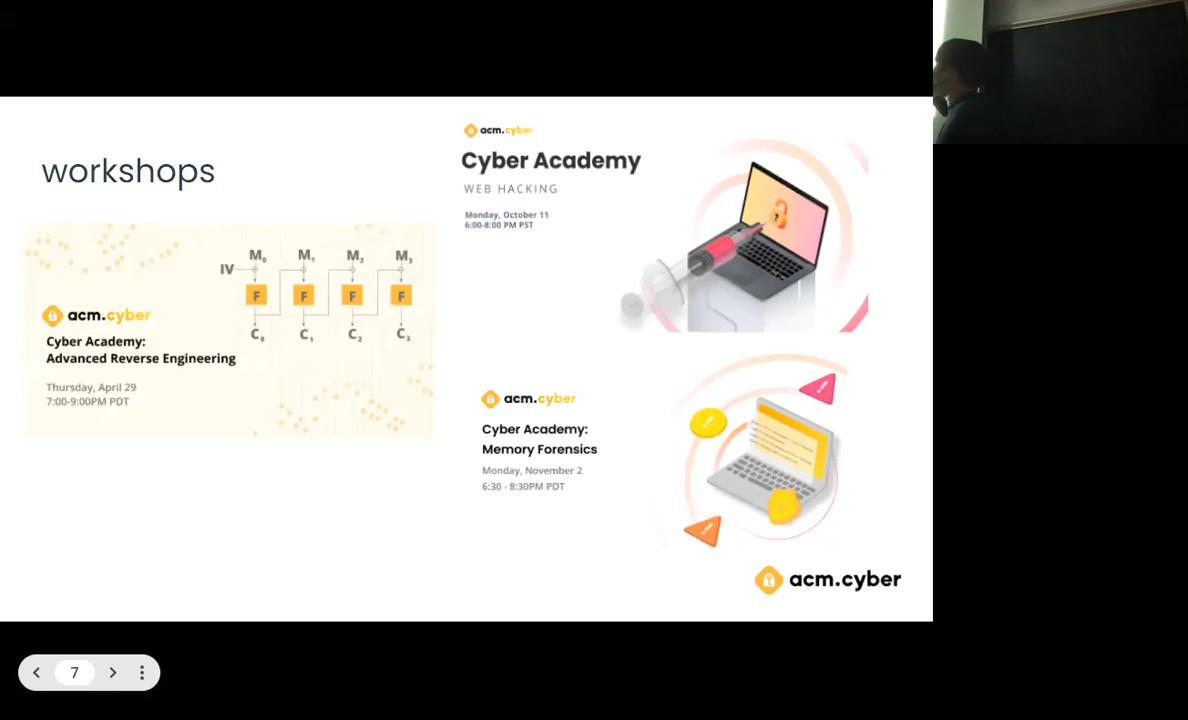 workshops
IV
M₀ M₁ M₂ M₃
F F F F
C₀ C₁ C₂ C₃
acm.cyber
Cyber Academy:
Advanced Reverse Engineering
Thursday, April 29
7:00-9:00PM PDT
acm.cyber
Cyber Academy
WEB HACKING
Monday, October 11
6:00-8:00 PM PST
acm.cyber
Cyber Academy:
Memory Forensics
Monday, November 2
6:30 - 8:30PM PDT
acm.cyber
7